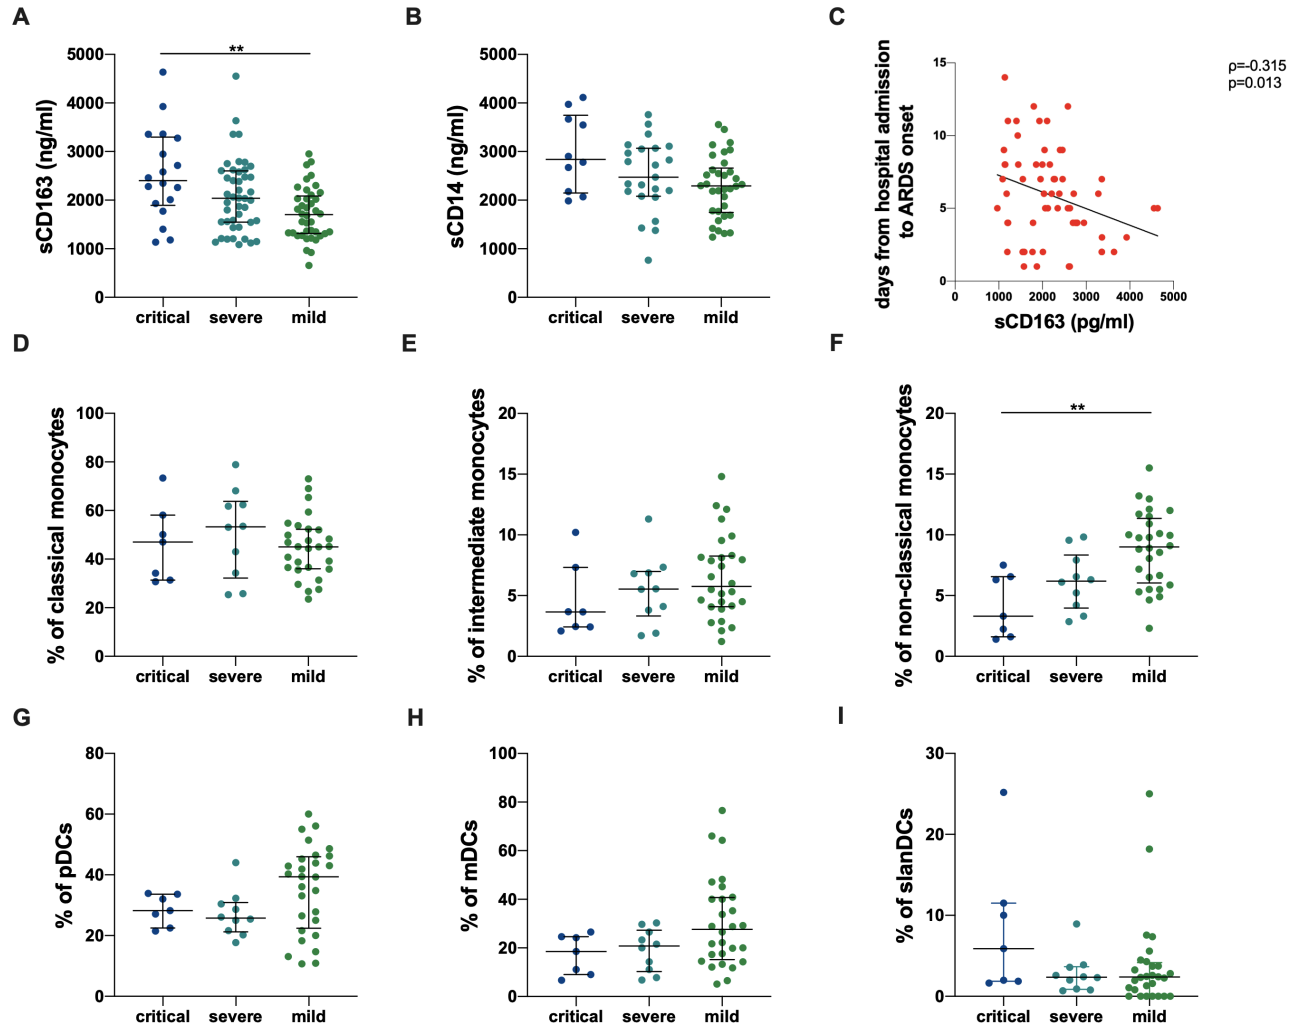 A
sCD163 (ng/ml)
5000
4000
3000
2000
1000
0
**
critical severe mild
B
sCD14 (ng/ml)
5000
4000
3000
2000
1000
0
critical severe mild
C
days from hospital admission
to ARDS onset
15
10
5
0
0 1000 2000 3000 4000 5000
sCD163 (pg/ml)
ρ=-0.315
p=0.013
D
% of classical monocytes
100
80
60
40
20
0
critical severe mild
E
% of intermediate monocytes
20
15
10
5
0
critical severe mild
F
% of non-classical monocytes
20
15
10
5
0
**
critical severe mild
G
% of pDCs
80
60
40
20
0
critical severe mild
H
% of mDCs
100
80
60
40
20
0
critical severe mild
I
% of slanDCs
30
20
10
0
critical severe mild